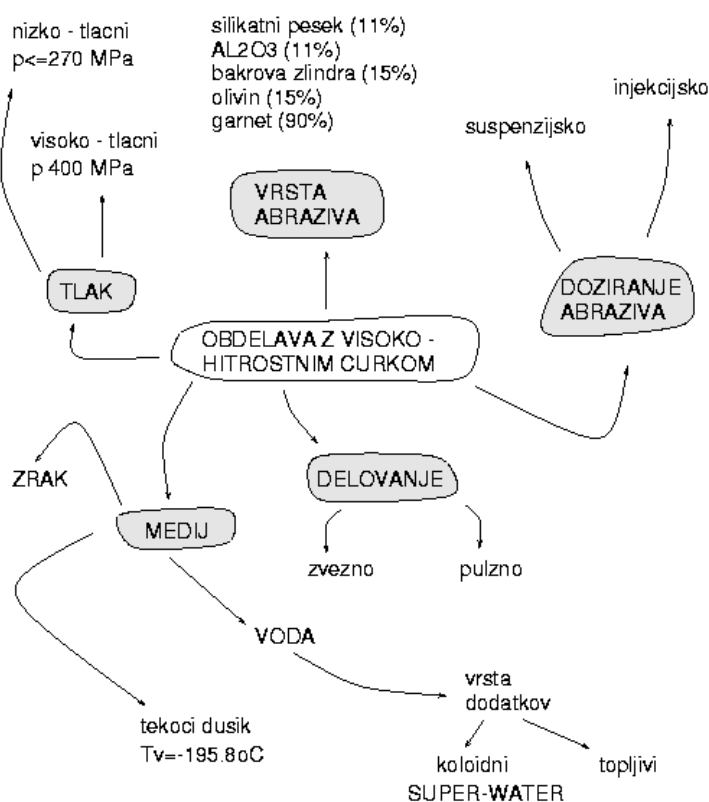 nizko - tlacni
p<=270 MPa
visoko - tlacni
p 400 MPa
silikatni pesek (11%)
AL2O3 (11%)
bakrova zlindra (15%)
olivin (15%)
garnet (90%)
injekcijsko
suspenzijsko
VRSTA
ABRAZIVA
TLAK
DOZIRANJE
ABRAZIVA
OBDELAVA Z VISOKO -
HITROSTNIM CURKOM
ZRAK
MEDIJ
DELOVANJE
zvezno
pulzno
VODA
tekoci dusik
Tv=-195.8oC
vrsta
dodatkov
koloidni
SUPER-WATER
topljivi